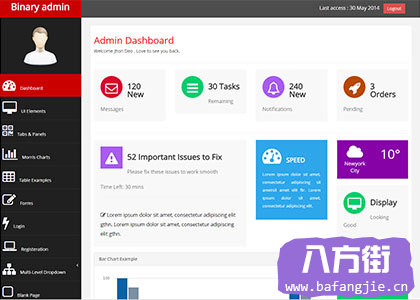 Binary admin
Last access : 30 May 2014
Logout
Admin Dashboard
Welcome Jhon Deo , Love to see you back.
120
New
Messages
30 Tasks
Remaining
240
New
Notifications
3
Orders
Pending
Dashboard
UI Elements
Tabs & Panels
Morris Charts
Table Examples
Forms
Login
Registration
Multi-Level Dropdown
Blank Page
52 Important Issues to Fix
Please fix these issues to work smooth
Time Left: 30 mins
Lorem ipsum dolor sit amet, consectetur adipiscing elit gthn.
Lorem ipsum dolor sit amet, consectetur adipiscing elit gthn.
SPEED
Lorem ipsum dolor sit amet, consectetur adipiscing sit ametsit amet elit ftr. Lorem ipsum dolor sit amet, consectetur adipiscing elit.
Newyork
City
10°
Display
Looking
Good
Bar Chart Example
100
八方街
www.bafangjie.cn